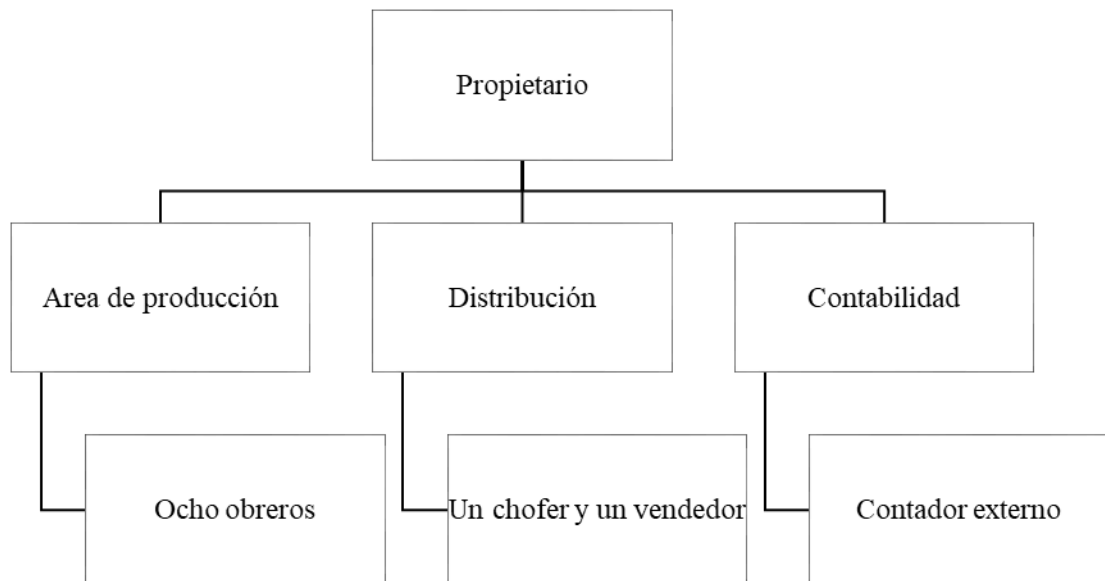 Propietario
Area de producción
Distribución
Contabilidad
Ocho obreros
Un chofer y un vendedor
Contador externo